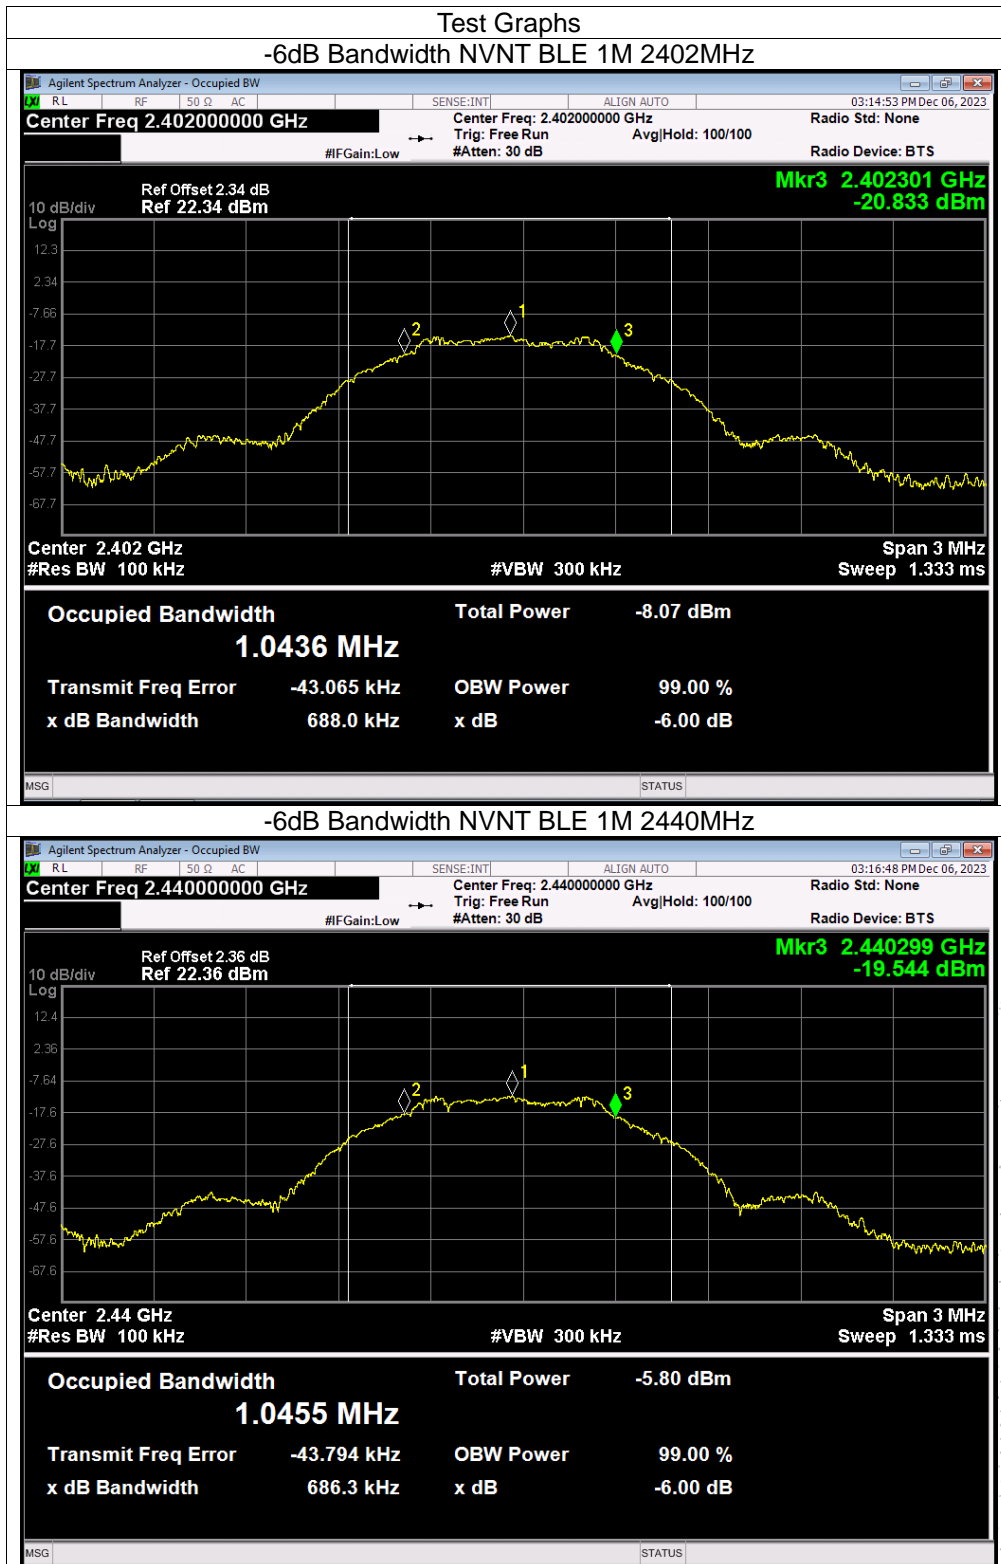 Test Graphs
-6dB Bandwidth NVNT BLE 1M 2402MHz
Agilent Spectrum Analyzer - Occupied BW
LXI RL RF 50 Ω AC SENSE:INT ALIGN AUTO 03:14:53 PM Dec 06, 2023
Center Freq 2.402000000 GHz Center Freq: 2.402000000 GHz Radio Std: None
Trig: Free Run Avg|Hold: 100/100
#IFGain:Low #Atten: 30 dB Radio Device: BTS
Mkr3 2.402301 GHz
-20.833 dBm
Ref Offset 2.34 dB
10 dB/div Ref 22.34 dBm
Log
12.3
2.34
-7.66
-17.7
-27.7
-37.7
-47.7
-57.7
-67.7
1
2
3
Center 2.402 GHz Span 3 MHz
#Res BW 100 kHz #VBW 300 kHz Sweep 1.333 ms
Occupied Bandwidth Total Power -8.07 dBm
1.0436 MHz
Transmit Freq Error -43.065 kHz OBW Power 99.00 %
x dB Bandwidth 688.0 kHz x dB -6.00 dB
MSG STATUS
-6dB Bandwidth NVNT BLE 1M 2440MHz
Agilent Spectrum Analyzer - Occupied BW
LXI RL RF 50 Ω AC SENSE:INT ALIGN AUTO 03:16:48 PM Dec 06, 2023
Center Freq 2.440000000 GHz Center Freq: 2.440000000 GHz Radio Std: None
Trig: Free Run Avg|Hold: 100/100
#IFGain:Low #Atten: 30 dB Radio Device: BTS
Mkr3 2.440299 GHz
-19.544 dBm
Ref Offset 2.36 dB
10 dB/div Ref 22.36 dBm
Log
12.4
2.36
-7.64
-17.6
-27.6
-37.6
-47.6
-57.6
-67.6
1
2
3
Center 2.44 GHz Span 3 MHz
#Res BW 100 kHz #VBW 300 kHz Sweep 1.333 ms
Occupied Bandwidth Total Power -5.80 dBm
1.0455 MHz
Transmit Freq Error -43.794 kHz OBW Power 99.00 %
x dB Bandwidth 686.3 kHz x dB -6.00 dB
MSG STATUS